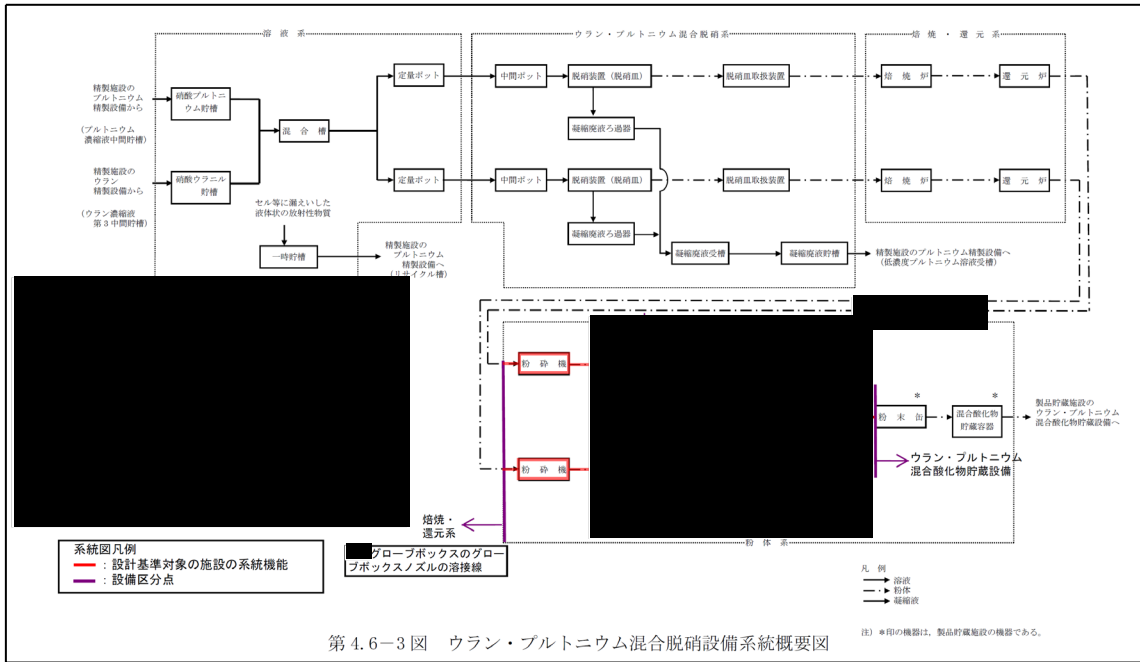 溶液系
ウラン・プルトニウム混合脱硝系
焙焼・還元系
精製施設の
プルトニウム
精製設備から
(プルトニウム
濃縮液中間貯槽)
硝酸プルトニ
ウム貯槽
混合槽
定量ポット
中間ポット
脱硝装置(脱硝皿)
脱硝皿取扱装置
焙焼炉
還元炉
凝縮廃液ろ過器
精製施設の
ウラン
精製設備から
(ウラン濃縮液
第3中間貯槽)
硝酸ウラニル
貯槽
定量ポット
中間ポット
脱硝装置(脱硝皿)
脱硝皿取扱装置
焙焼炉
還元炉
凝縮廃液ろ過器
セル等に漏えいした
液体状の放射性物質
一時貯槽
精製施設の
プルトニウム
精製設備へ
(リサイクル槽)
凝縮廃液受槽
凝縮廃液貯槽
精製施設のプルトニウム精製設備へ
(低濃度プルトニウム溶液受槽)
粉砕機
粉砕機
*
粉末缶
*
混合酸化物
貯蔵容器
製品貯蔵施設の
ウラン・プルトニウム
混合酸化物貯蔵設備へ
ウラン・プルトニウム
混合酸化物貯蔵設備
焙焼・
還元系
グローブボックスのグロー
ブボックスノズルの溶接線
粉体系
系統図凡例
:設計基準対象の施設の系統機能
:設備区分点
凡例
溶液
粉体
凝縮液
注)*印の機器は、製品貯蔵施設の機器である。
第4.6-3図 ウラン・プルトニウム混合脱硝設備系統概要図